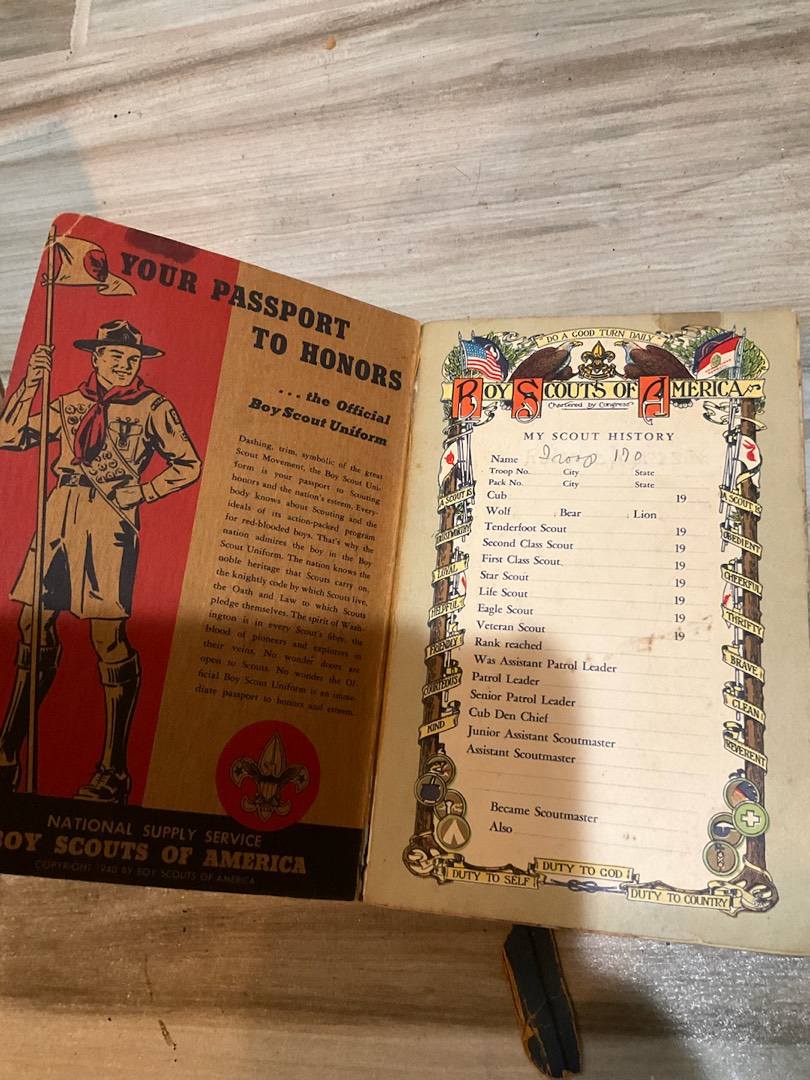 YOUR PASSPORT
TO HONORS
. . . the Official
Boy Scout Uniform
Dashing, trim, symbolic of the great
Scout Movement, the Boy Scout Uni-
form is your passport to Scouting
honors and the nation's esteem. Every-
body knows about Scouting and the
ideals of its action-packed program
for red-blooded boys. That's why the
nation admires the boy in the Boy
Scout Uniform. The nation knows the
noble heritage that Scouts carry on,
the knightly code by which Scouts live,
the Oath and Law to which Scouts
pledge themselves. The spirit of Wash-
ington is in every Scout's fibre, the
blood of pioneers and explorers in
their veins. No wonder doors are
open to Scouts. No wonder the Of-
ficial Boy Scout Uniform is an imme-
diate passport to honors and esteem.
NATIONAL SUPPLY SERVICE
BOY SCOUTS OF AMERICA
COPYRIGHT 1940 BY BOY SCOUTS OF AMERICA
"DO A GOOD TURN DAILY"
BOY SCOUTS OF AMERICA
Chartered by Congress
MY SCOUT HISTORY
Name Troop 170
Troop No. City State
Pack No. City State
Cub 19
Wolf ; Bear ; Lion
Tenderfoot Scout 19
Second Class Scout 19
First Class Scout 19
Star Scout 19
Life Scout 19
Eagle Scout 19
Veteran Scout 19
Rank reached
Was Assistant Patrol Leader
Patrol Leader
Senior Patrol Leader
Cub Den Chief
Junior Assistant Scoutmaster
Assistant Scoutmaster
Became Scoutmaster
Also
A SCOUT IS
TRUSTWORTHY
LOYAL
HELPFUL
FRIENDLY
COURTEOUS
KIND
A SCOUT IS
OBEDIENT
CHEERFUL
THRIFTY
BRAVE
CLEAN
REVERENT
DUTY TO SELF
DUTY TO GOD
DUTY TO COUNTRY